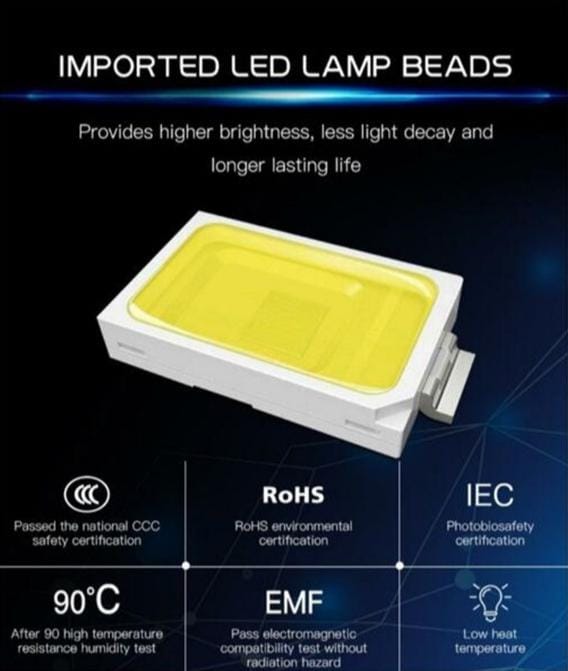 IMPORTED LED LAMP BEADS
Provides higher brightness, less light decay and
longer lasting life
CCC
Passed the national CCC
safety certification
RoHS
RoHS environmental
certification
IEC
Photobiosafety
certification
90°C
After 90 high temperature
resistance humidity test
EMF
Pass electromagnetic
compatibility test without
radiation hazard
Low heat
temperature